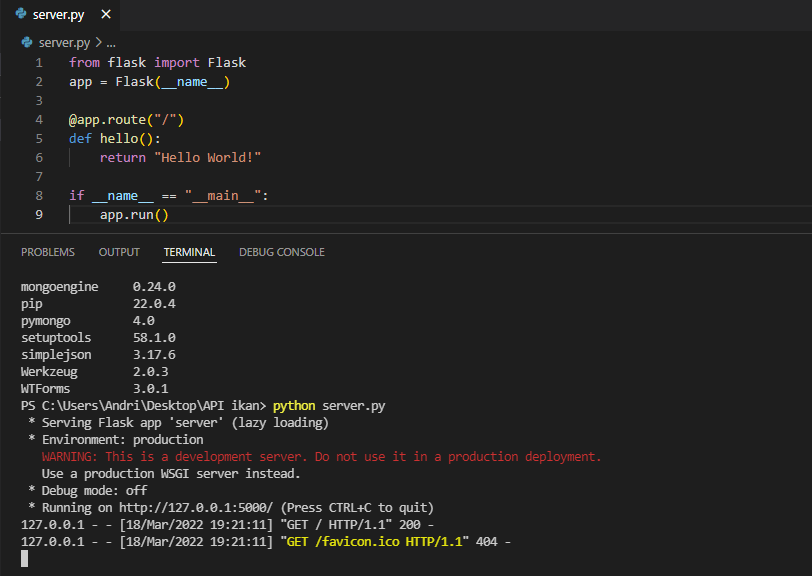 server.py ×
server.py > ...
1 from flask import Flask
2 app = Flask(__name__)
3
4 @app.route("/")
5 def hello():
6     return "Hello World!"
7
8 if __name__ == "__main__":
9     app.run()
PROBLEMS OUTPUT TERMINAL DEBUG CONSOLE
mongoengine     0.24.0
pip             22.0.4
pymongo         4.0
setuptools      58.1.0
simplejson      3.17.6
Werkzeug        2.0.3
WTForms         3.0.1
PS C:\Users\Andri\Desktop\API ikan> python server.py
 * Serving Flask app 'server' (lazy loading)
 * Environment: production
   WARNING: This is a development server. Do not use it in a production deployment.
   Use a production WSGI server instead.
 * Debug mode: off
 * Running on http://127.0.0.1:5000/ (Press CTRL+C to quit)
127.0.0.1 - - [18/Mar/2022 19:21:11] "GET / HTTP/1.1" 200 -
127.0.0.1 - - [18/Mar/2022 19:21:11] "GET /favicon.ico HTTP/1.1" 404 -